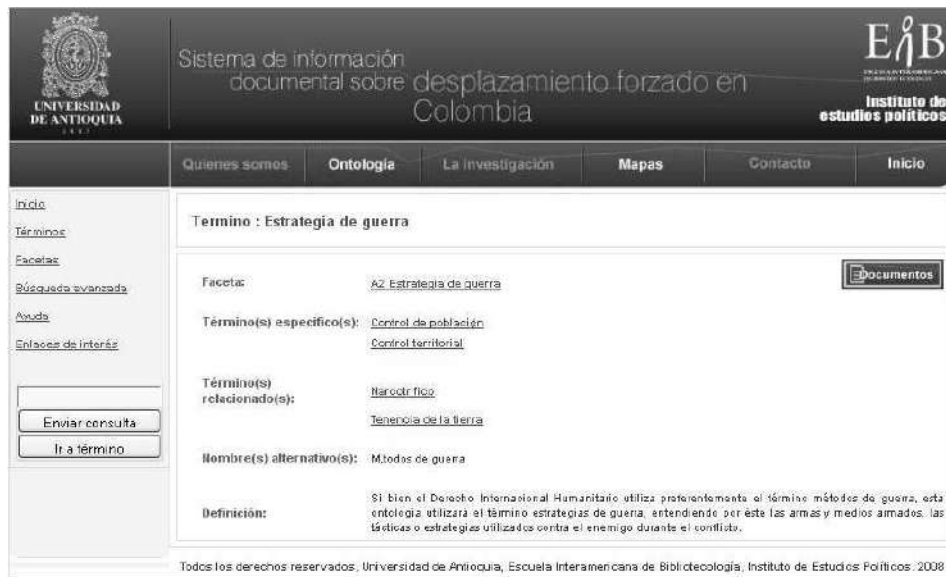 UNIVERSIDAD
DE ANTIOQUIA
Sistema de información
documental sobre desplazamiento forzado en
Colombia
EIB
Instituto de
estudios políticos
Quienes somos
Ontología
La investigación
Mapas
Contacto
Inicio
Inicio
Términos
Facetas
Búsqueda avanzada
Ayuda
Enlaces de interés
Enviar consulta
Ir a término
Termino : Estrategia de guerra
Documentos
Faceta: A2 Estrategia de guerra
Término(s) especifico(s): Control de población
Control territorial
Término(s)
relacionado(s): Narcotr fico
Tenencia de la tierra
Nombre(s) alternativo(s): M,todos de guerra
Definición:
Si bien el Derecho Internacional Humanitario utiliza preferentemente el término métodos de guerra, esta
ontología utilizará el término estrategias de guerra, entendiendo por éste las armas y medios armados, las
tácticas o estrategias utilizados contra el enemigo durante el conflicto.
Todos los derechos reservados, Universidad de Antioquia, Escuela Interamericana de Bibliotecología, Instituto de Estudios Políticos. 2008